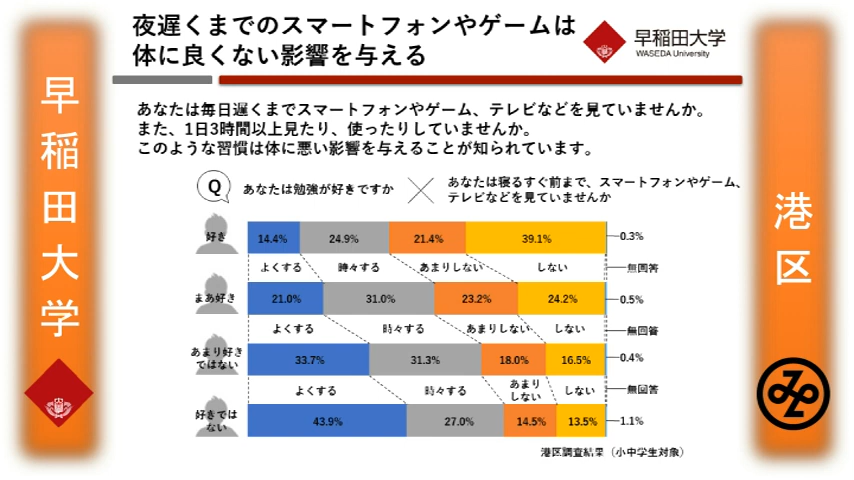 夜遅くまでのスマートフォンやゲームは
体に良くない影響を与える
早稲田大学
WASEDA University
早稲田大学
港区
あなたは毎日遅くまでスマートフォンやゲーム、テレビなどを見ていませんか。
また、1日3時間以上見たり、使ったりしていませんか。
このような習慣は体に悪い影響を与えることが知られています。
Q
あなたは勉強が好きですか
あなたは寝るすぐ前まで、スマートフォンやゲーム、
テレビなどを見ていませんか
好き 14.4% 24.9% 21.4% 39.1% 0.3%
よくする 時々する あまりしない しない 無回答
まあ好き 21.0% 31.0% 23.2% 24.2% 0.5%
よくする 時々する あまりしない しない 無回答
あまり好き
ではない 33.7% 31.3% 18.0% 16.5% 0.4%
よくする 時々する あまり
しない しない 無回答
好きでは
ない 43.9% 27.0% 14.5% 13.5% 1.1%
港区調査結果（小中学生対象）